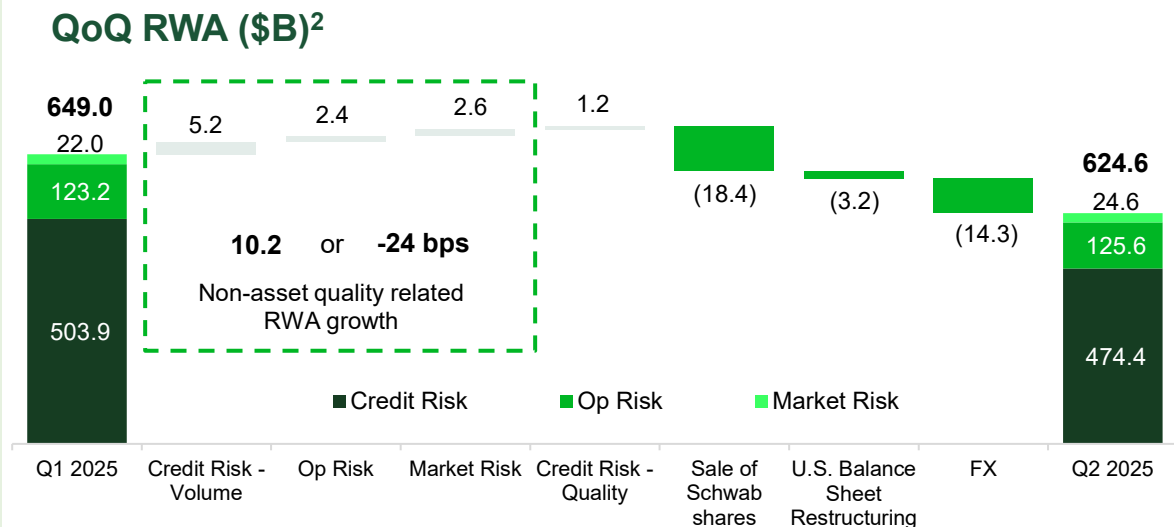 QoQ RWA ($B)2
649.0
22.0
123.2
503.9
5.2
2.4
2.6
1.2
(18.4)
(3.2)
(14.3)
624.6
24.6
125.6
474.4
10.2 or -24 bps
Non-asset quality related
RWA growth
Credit Risk
Op Risk
Market Risk
Q1 2025
Credit Risk -
Volume
Op Risk
Market Risk
Credit Risk -
Quality
Sale of
Schwab
shares
U.S. Balance
Sheet
Restructuring
FX
Q2 2025